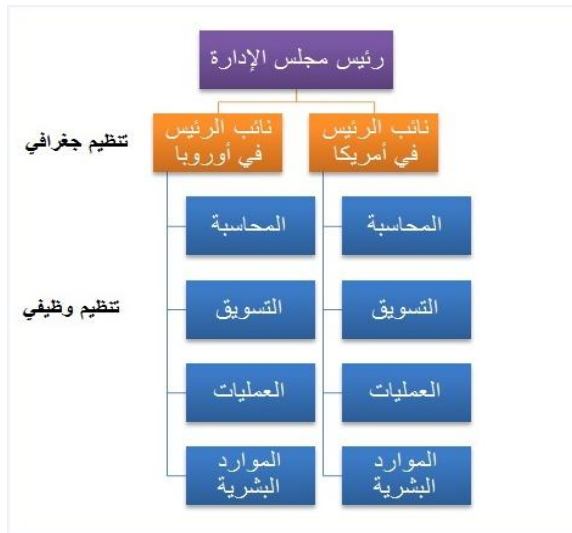 رئيس مجلس الإدارة
نائب الرئيس
في أمريكا
نائب الرئيس
في أوروبا
تنظيم جغرافي
المحاسبة
المحاسبة
التسويق
التسويق
تنظيم وظيفي
العمليات
العمليات
الموارد
البشرية
الموارد
البشرية